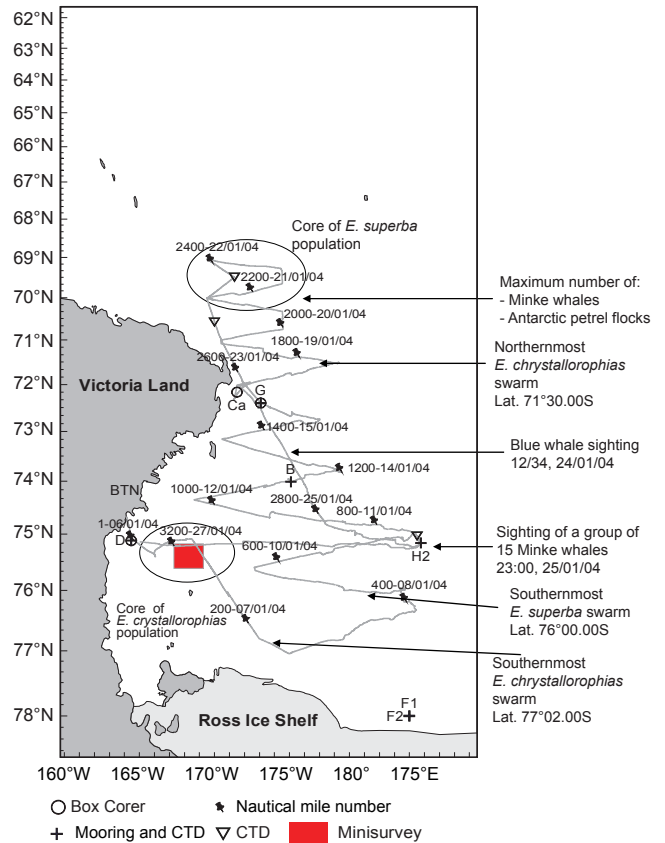 62°N
63°N
64°N
65°N
66°N
67°N
68°N
69°N
70°N
71°N
72°N
73°N
74°N
75°N
76°N
77°N
78°N
Core of E. superba
population
2400-22/01/04
2200-21/01/04
2000-20/01/04
1800-19/01/04
2600-23/01/04
Victoria Land
G
Ca
1400-15/01/04
B
1200-14/01/04
BTN
1000-12/01/04
2800-25/01/04
800-11/01/04
1-06/01/04
3200-27/01/04
D
600-10/01/04
H2
400-08/01/04
Core of
E. crystallorophias
population
200-07/01/04
F1
F2
Ross Ice Shelf
Maximum number of:
- Minke whales
- Antarctic petrel flocks
Northernmost
E. chrystallorophias
swarm
Lat. 71°30.00S
Blue whale sighting
12/34, 24/01/04
Sighting of a group of
15 Minke whales
23:00, 25/01/04
Southernmost
E. superba swarm
Lat. 76°00.00S
Southernmost
E. chrystallorophias
swarm
Lat. 77°02.00S
160°W 165°W 170°W 175°W 180° 175°E
Box Corer Nautical mile number
Mooring and CTD CTD Minisurvey